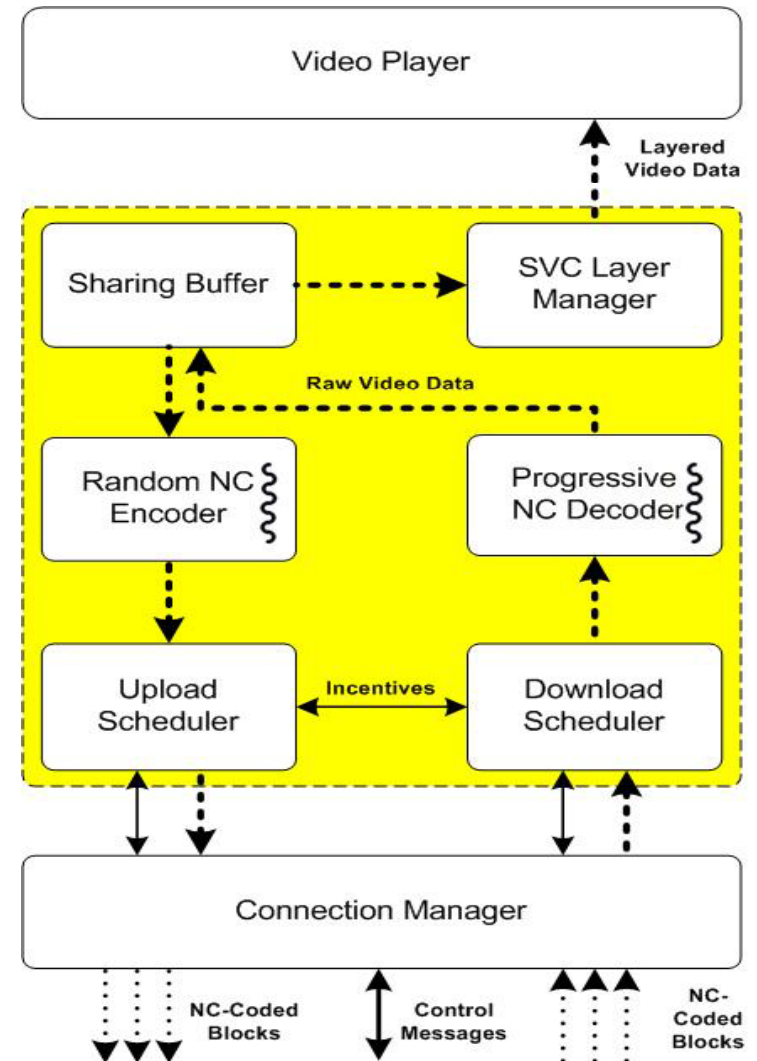 Video Player
Layered
Video Data
Sharing Buffer
SVC Layer
Manager
Raw Video Data
Random NC
Encoder
Progressive
NC Decoder
Upload
Scheduler
Incentives
Download
Scheduler
Connection Manager
NC-Coded
Blocks
Control
Messages
NC-
Coded
Blocks